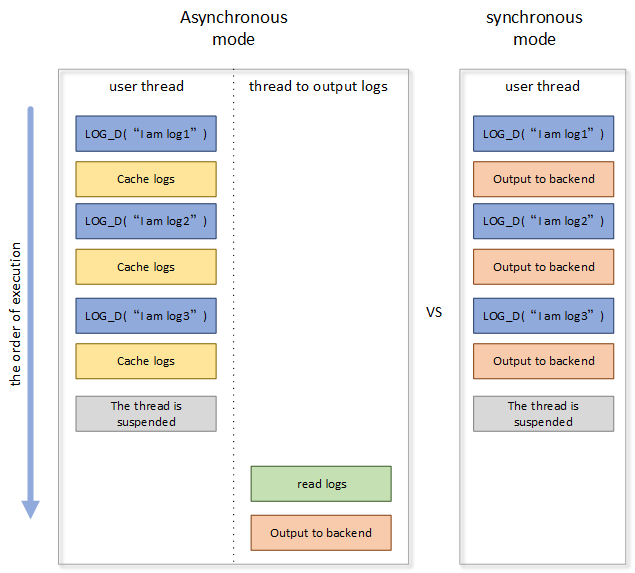 Asynchronous
mode
synchronous
mode
user thread
thread to output logs
user thread
LOG_D(“I am log1”)
Cache logs
LOG_D(“I am log2”)
Cache logs
LOG_D(“I am log3”)
Cache logs
The thread is
suspended
read logs
Output to backend
the order of execution
VS
LOG_D(“I am log1”)
Output to backend
LOG_D(“I am log2”)
Output to backend
LOG_D(“I am log3”)
Output to backend
The thread is
suspended